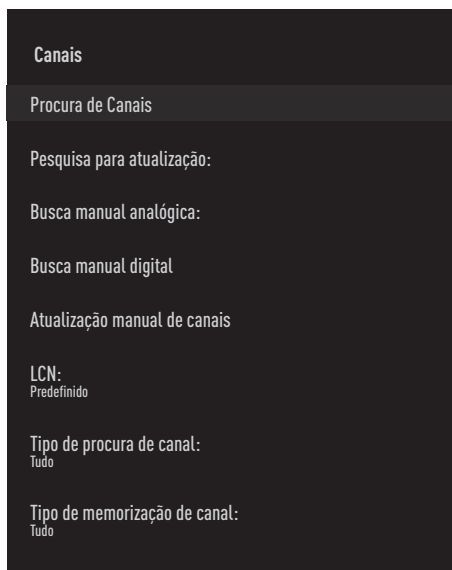 Canais
Procura de Canais
Pesquisa para atualização:
Busca manual analógica:
Busca manual digital
Atualização manual de canais
LCN:
Predefinido
Tipo de procura de canal:
Tudo
Tipo de memorização de canal:
Tudo